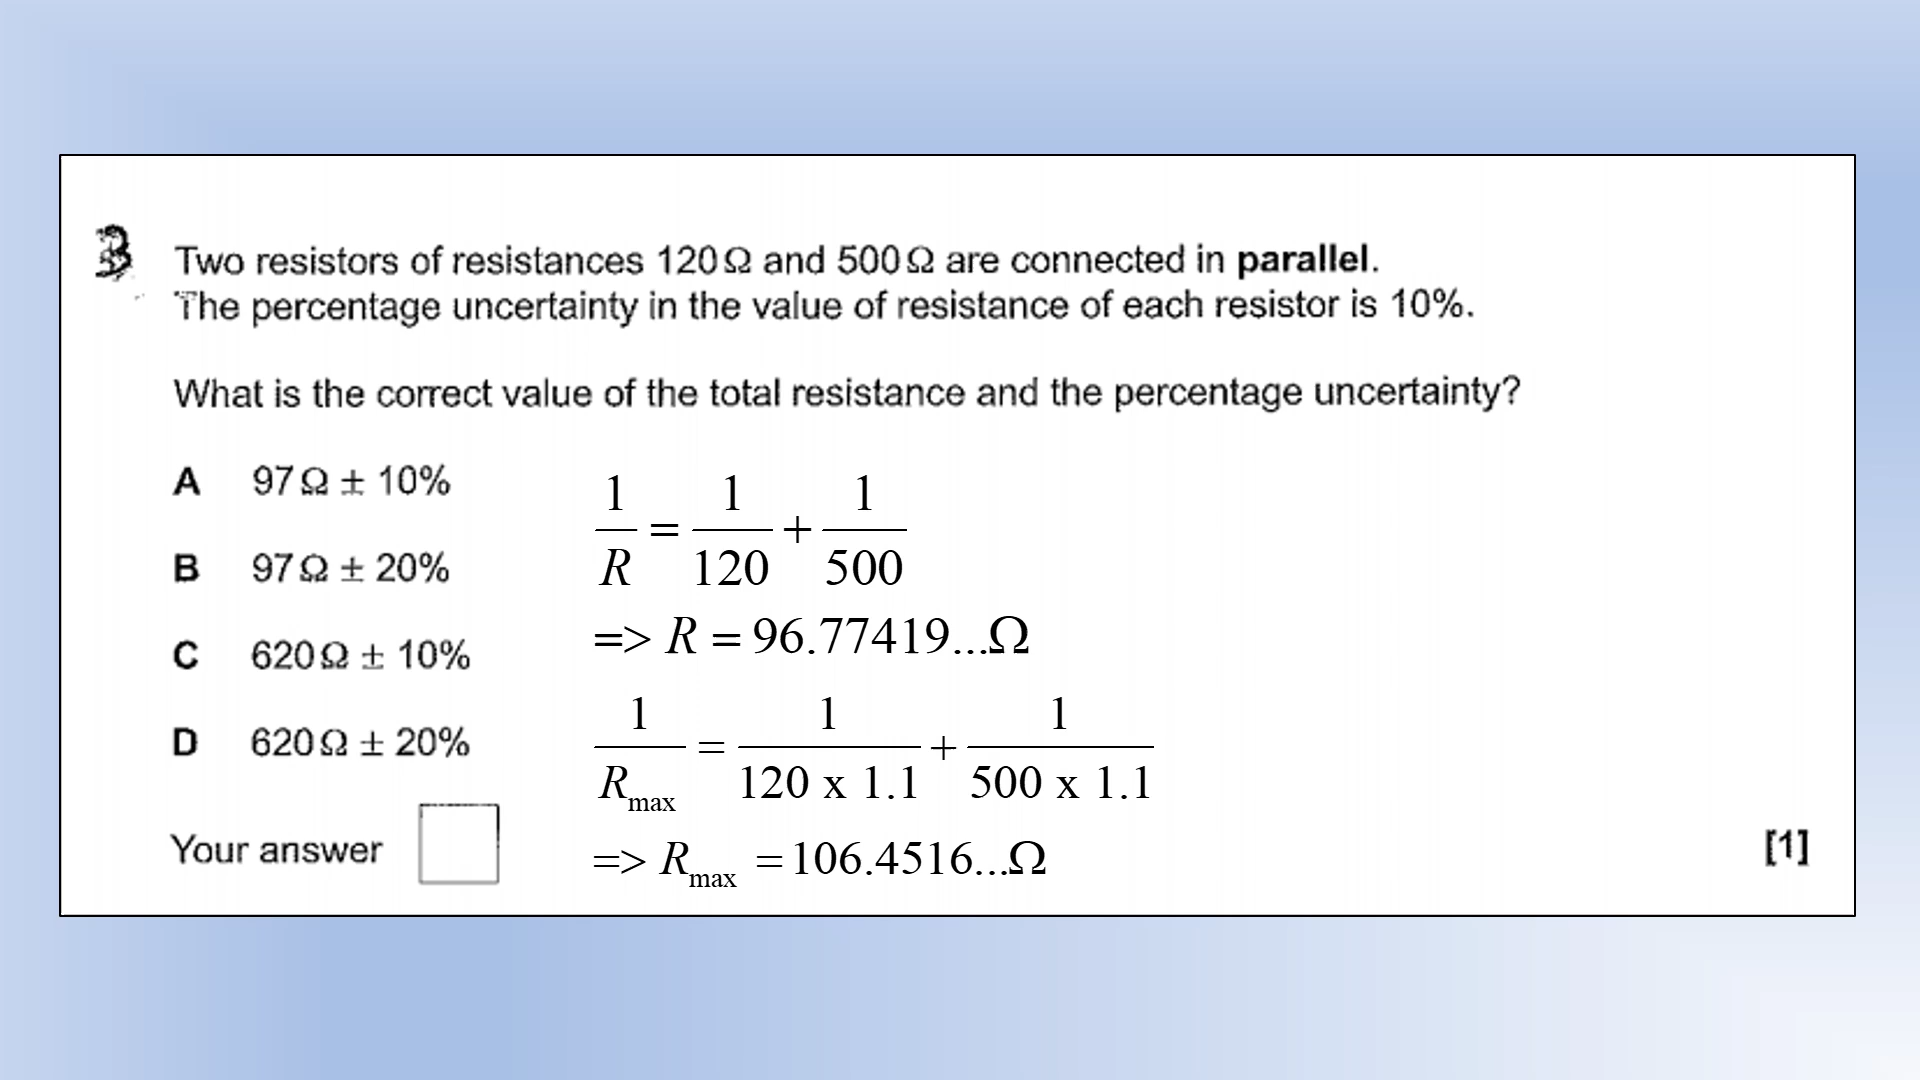 3 Two resistors of resistances 120 Ω and 500 Ω are connected in parallel.
The percentage uncertainty in the value of resistance of each resistor is 10%.
What is the correct value of the total resistance and the percentage uncertainty?
A 97 Ω ± 10%
B 97 Ω ± 20%
C 620 Ω ± 10%
D 620 Ω ± 20%
Your answer
1/R = 1/120 + 1/500
=> R = 96.77419...Ω
1/Rmax = 1/120 x 1.1 + 1/500 x 1.1
=> Rmax = 106.4516...Ω
[1]